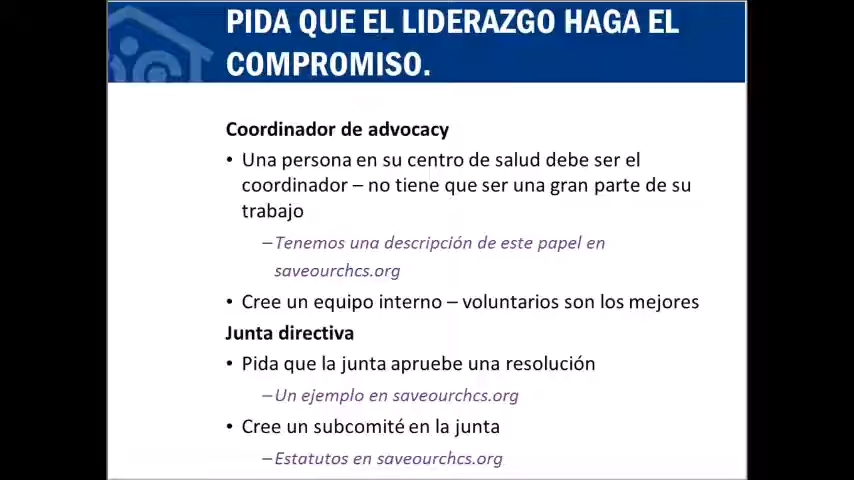 PIDA QUE EL LIDERAZGO HAGA EL
COMPROMISO.
Coordinador de advocacy
• Una persona en su centro de salud debe ser el
coordinador – no tiene que ser una gran parte de su
trabajo
–Tenemos una descripción de este papel en
saveourhcs.org
• Cree un equipo interno – voluntarios son los mejores
Junta directiva
• Pida que la junta apruebe una resolución
–Un ejemplo en saveourchcs.org
• Cree un subcomité en la junta
–Estatutos en saveourchcs.org